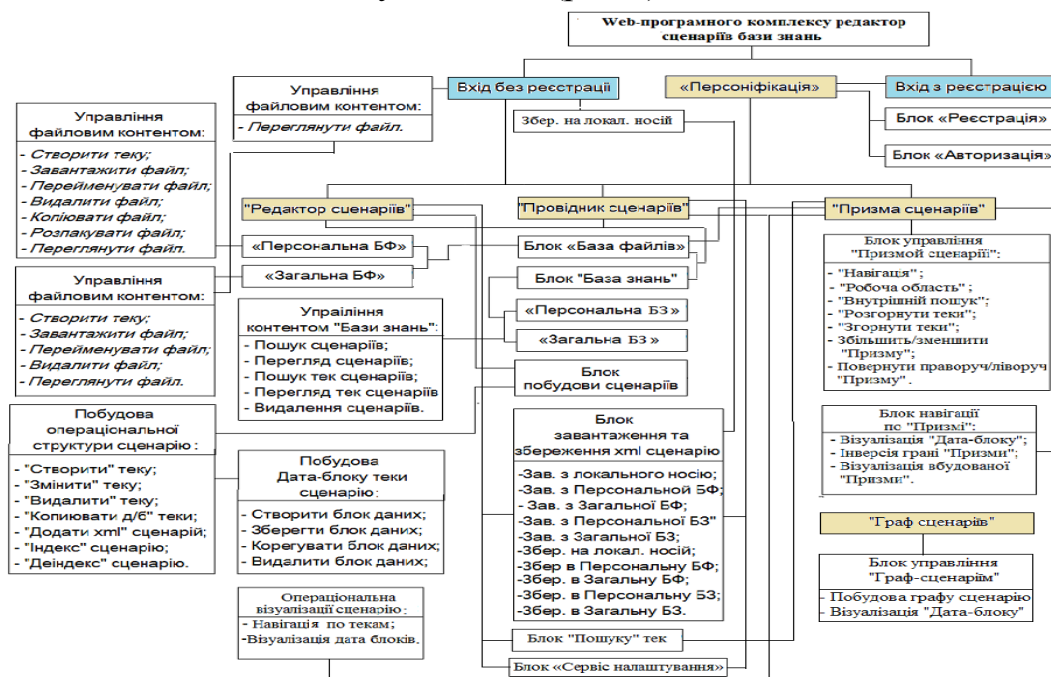 Web-програмного комплексу редактор
сценаріїв бази знань
Вхід без реєстрації
«Персоніфікація»
Вхід з реєстрацією
Управління
файловим контентом:
- Переглянути файл.
Збер. на локал. носій
Блок «Реєстрація»
Блок «Авторизація»
Управління
файловим контентом:
- Створити теку;
- Завантажити файл;
- Перейменувати файл;
- Видалити файл;
- Копіювати файл;
- Розпакувати файл;
- Переглянути файл.
"Редактор сценаріїв"
"Провідник сценаріїв"
"Призма сценаріїв"
«Персональна БФ»
«Загальна БФ»
Блок «База файлів»
Блок "База знань"
«Персональна БЗ»
«Загальна БЗ»
Блок
побудови сценаріїв
Блок управління
"Призмой сценарії":
- "Навігація";
- "Робоча область";
- "Внутрішній пошук";
- "Розгорнути теки";
- "Згорнути теки";
- Збільшить/зменшити
"Призму";
- Повернути праворуч/ліворуч
"Призму".
Управління
файловим контентом:
- Створити теку;
- Завантажити файл;
- Перейменувати файл;
- Видалити файл;
- Переглянути файл.
Упраіління
контентом "Бази знань":
- Пошук сценаріїв;
- Перегляд сценаріїв;
- Пошук тек сценаріїв;
- Перегляд тек сценаріїв
- Видалення сценаріїв.
Побудова
операціональної
структури сценарію :
- "Створити" теку;
- "Змінити" теку;
- "Видалити" теку;
- "Копиювати д/б" теки;
- "Додати xml" сценарій;
- "Індекс" сценарію;
- "Деіндекс" сценарію.
Побудова
Дата-блоку теки
сценарію:
- Створити блок даних;
- Зберегти блок даних;
- Корегувати блок даних;
- Видалити блок даних;
Блок
завантаження та
збереження xml сценарію
-Зав. з локального носію;
-Зав. з Персональной БФ;
- Зав. з Загальної БФ;
-Зав. з Персональної БЗ"
-Зав. з Загальної БЗ;
-Збер. на локал. носій;
-Збер в Персональну БФ;
-Збер. в Загальну БФ;
-Збер. в Персональну БЗ;
-Збер. в Загальну БЗ.
Блок навігації
пс "Призмі":
- Візуалізація "Дата-блоку";
- Інверсія грані "Призми";
- Візуалізація вбудованої
"Призми".
"Граф сценаріїв"
Блок управління
"Граф-сценаріїм"
- Побудова графу сценарію
- Візуалізація "Дата-блоку"
Операціональна
візуалізації сценарію :
- Навігація по текам;
-Візуалізація дата блоків.
Блок "Пошуку" тек
Блок «Сервіс налаштування»